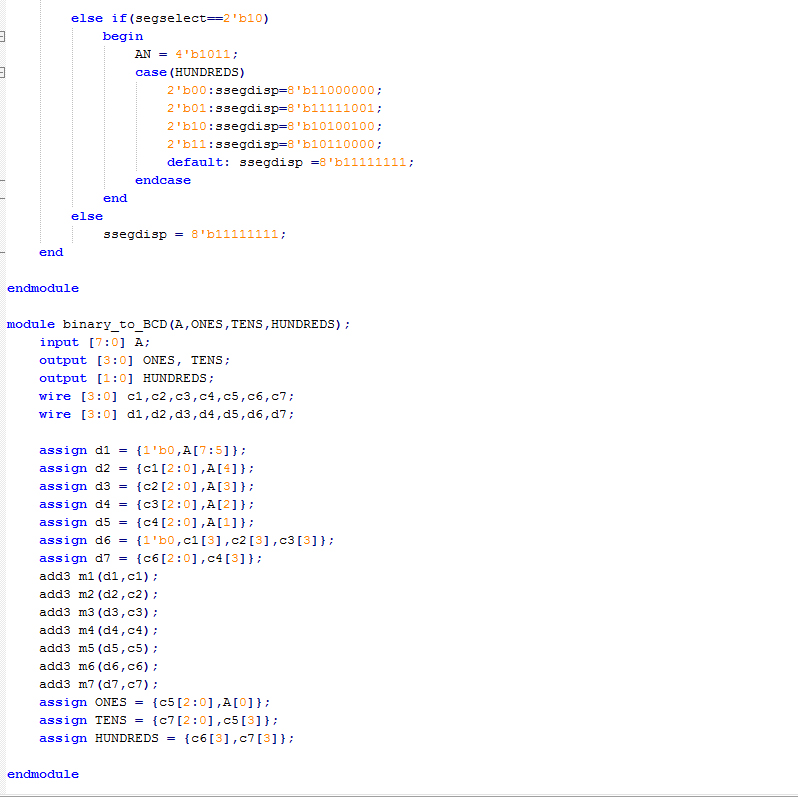 else if(segselect==2'b10)
begin
AN = 4'b1011;
case(HUNDREDS)
2'b00:ssegdisp=8'b11000000;
2'b01:ssegdisp=8'b11111001;
2'b10:ssegdisp=8'b10100100;
2'b11:ssegdisp=8'b10110000;
default: ssegdisp =8'b11111111;
endcase
end
else
ssegdisp = 8'b11111111;
end
endmodule
module binary_to_BCD(A,ONES,TENS,HUNDREDS);
input [7:0] A;
output [3:0] ONES, TENS;
output [1:0] HUNDREDS;
wire [3:0] c1,c2,c3,c4,c5,c6,c7;
wire [3:0] d1,d2,d3,d4,d5,d6,d7;
assign d1 = {1'b0,A[7:5]};
assign d2 = {c1[2:0],A[4]};
assign d3 = {c2[2:0],A[3]};
assign d4 = {c3[2:0],A[2]};
assign d5 = {c4[2:0],A[1]};
assign d6 = {1'b0,c1[3],c2[3],c3[3]};
assign d7 = {c6[2:0],c4[3]};
add3 m1(d1,c1);
add3 m2(d2,c2);
add3 m3(d3,c3);
add3 m4(d4,c4);
add3 m5(d5,c5);
add3 m6(d6,c6);
add3 m7(d7,c7);
assign ONES = {c5[2:0],A[0]};
assign TENS = {c7[2:0],c5[3]};
assign HUNDREDS = {c6[3],c7[3]};
endmodule